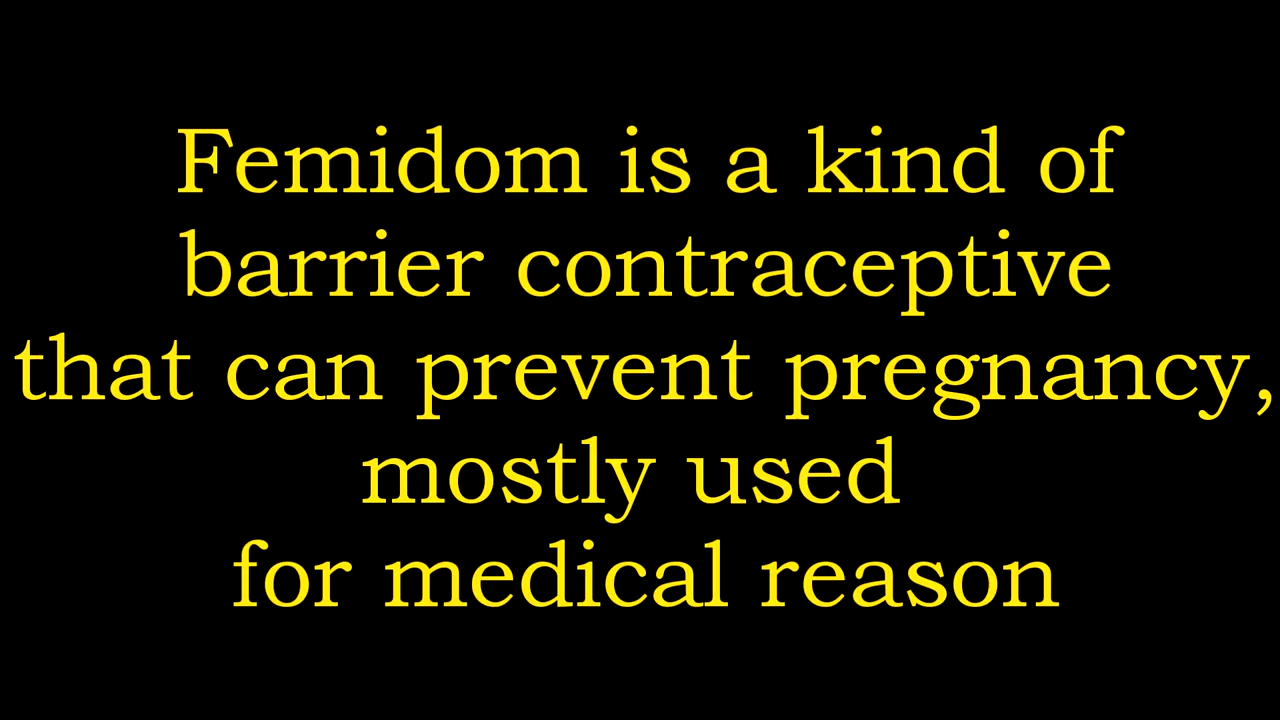 Femidom is a kind of
barrier contraceptive
that can prevent pregnancy,
mostly used
for medical reason